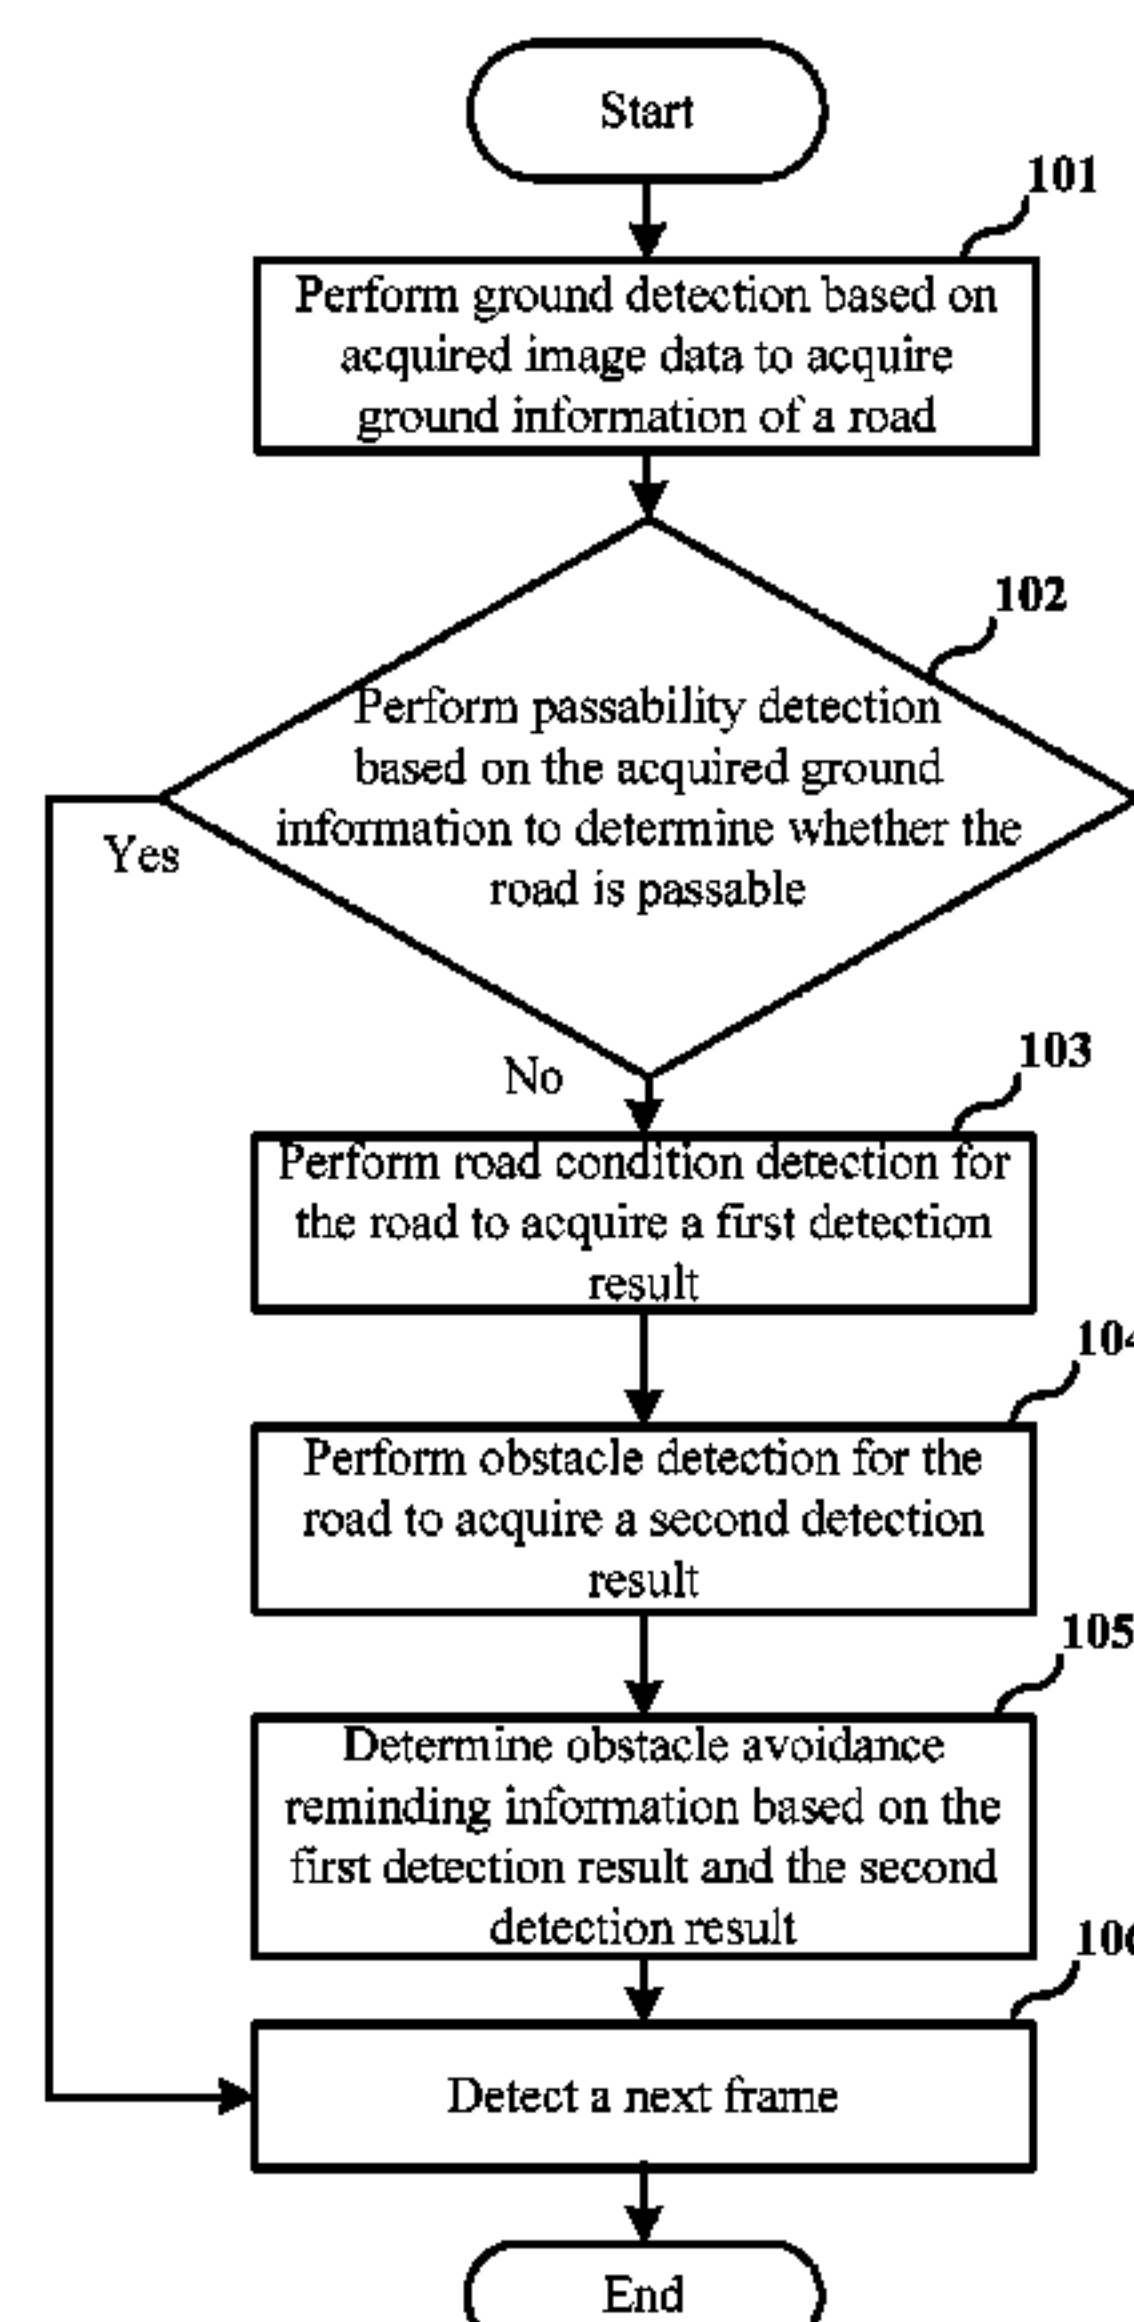 Start
101
Perform ground detection based on
acquired image data to acquire
ground information of a road
102
Perform passability detection
based on the acquired ground
information to determine whether the
road is passable
Yes
No
103
Perform road condition detection for
the road to acquire a first detection
result
104
Perform obstacle detection for the
road to acquire a second detection
result
105
Determine obstacle avoidance
reminding information based on the
first detection result and the second
detection result
106
Detect a next frame
End